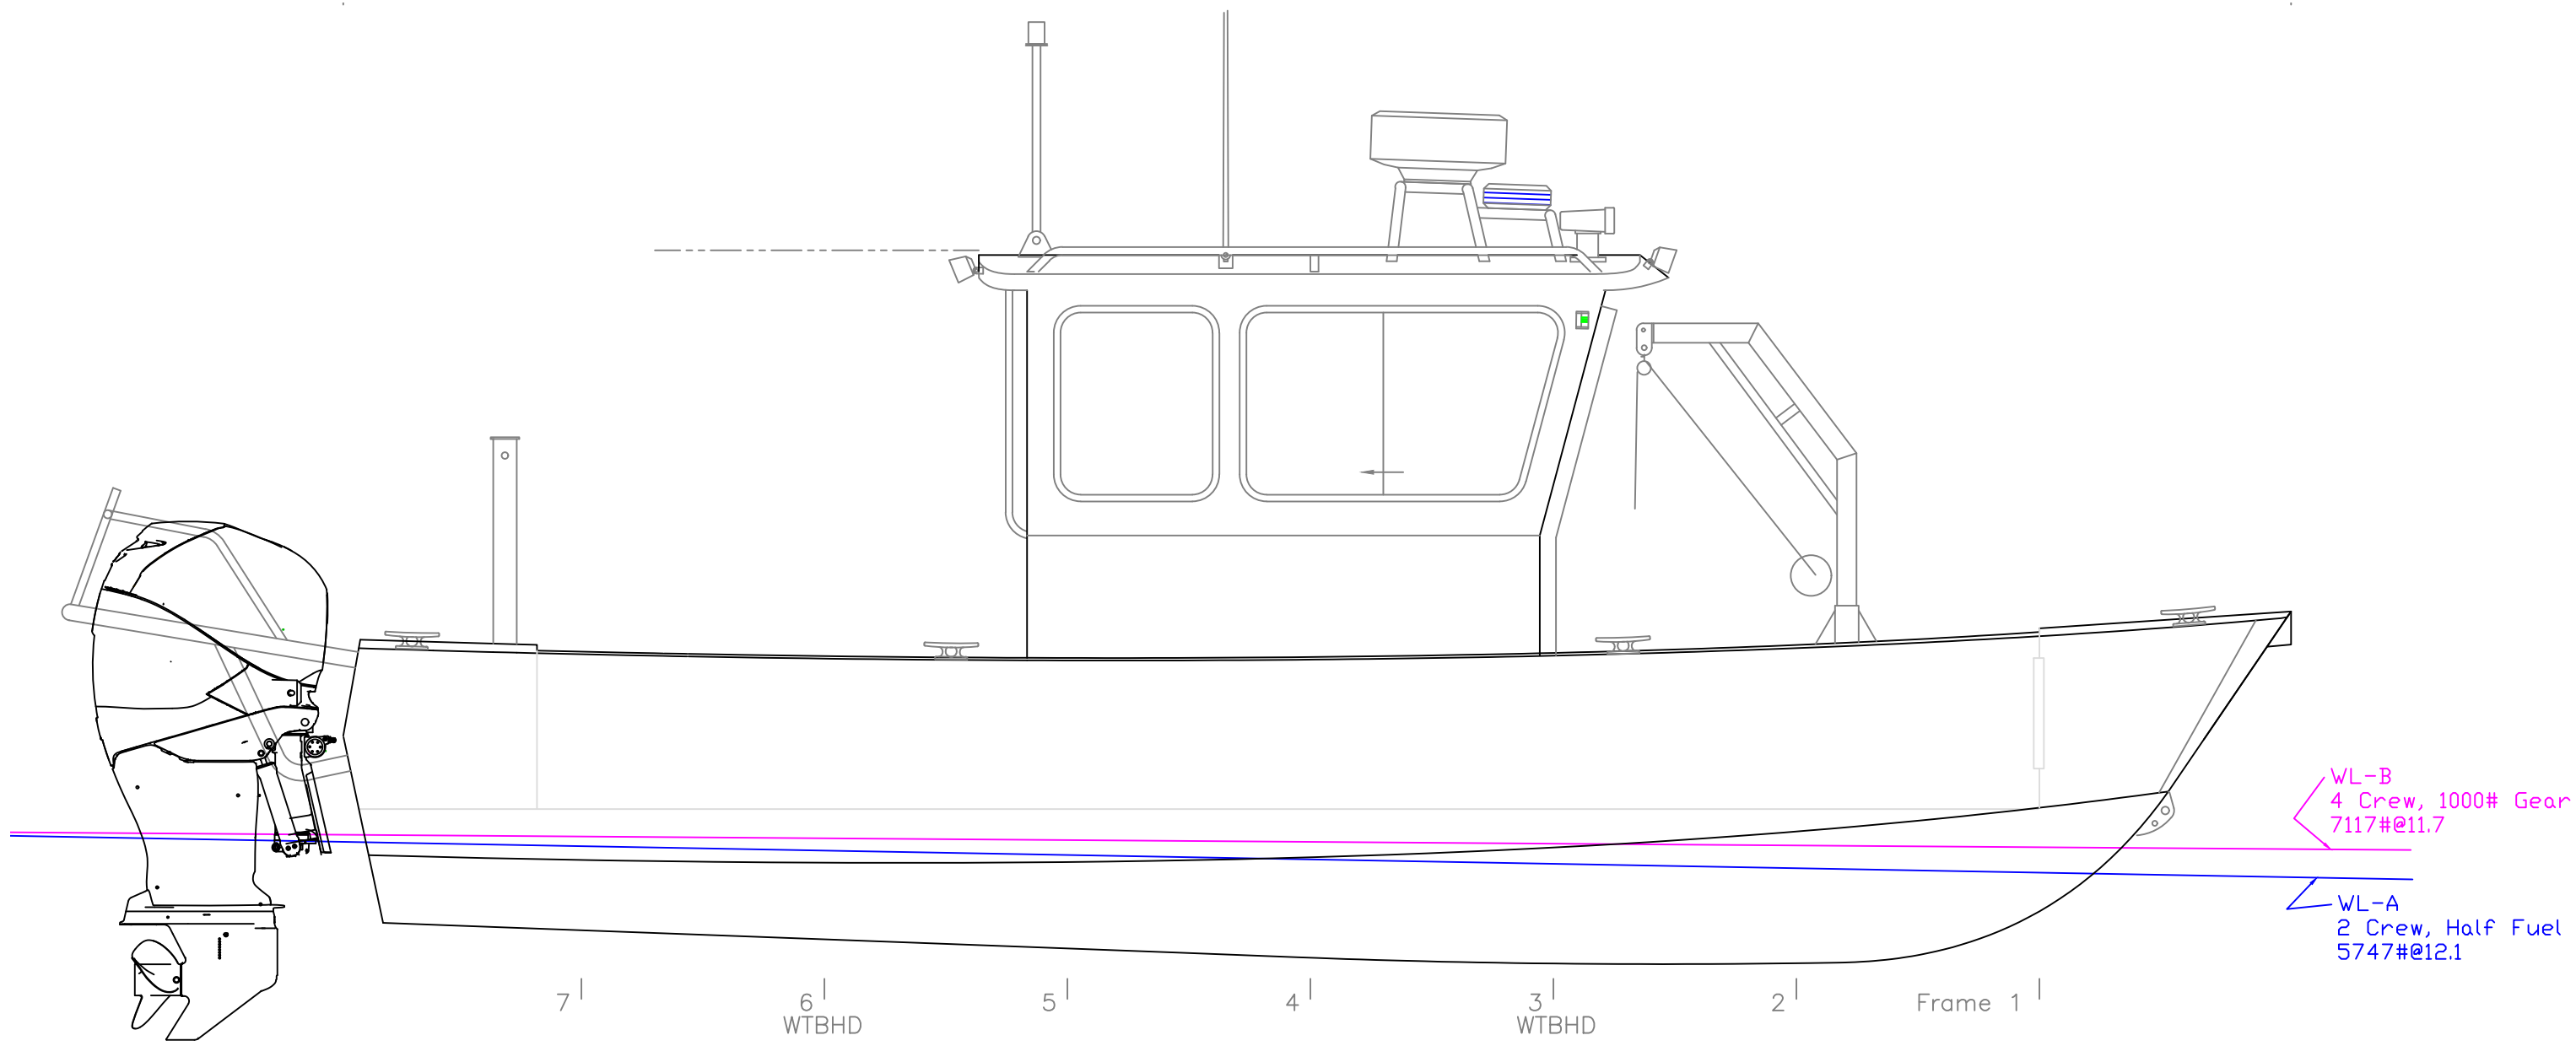 WL-B
4 Crew, 1000# Gear
7117#@11.7
WL-A
2 Crew, Half Fuel
5747#@12.1
7 6 5 4 3 2 Frame 1
WTBHD WTBHD